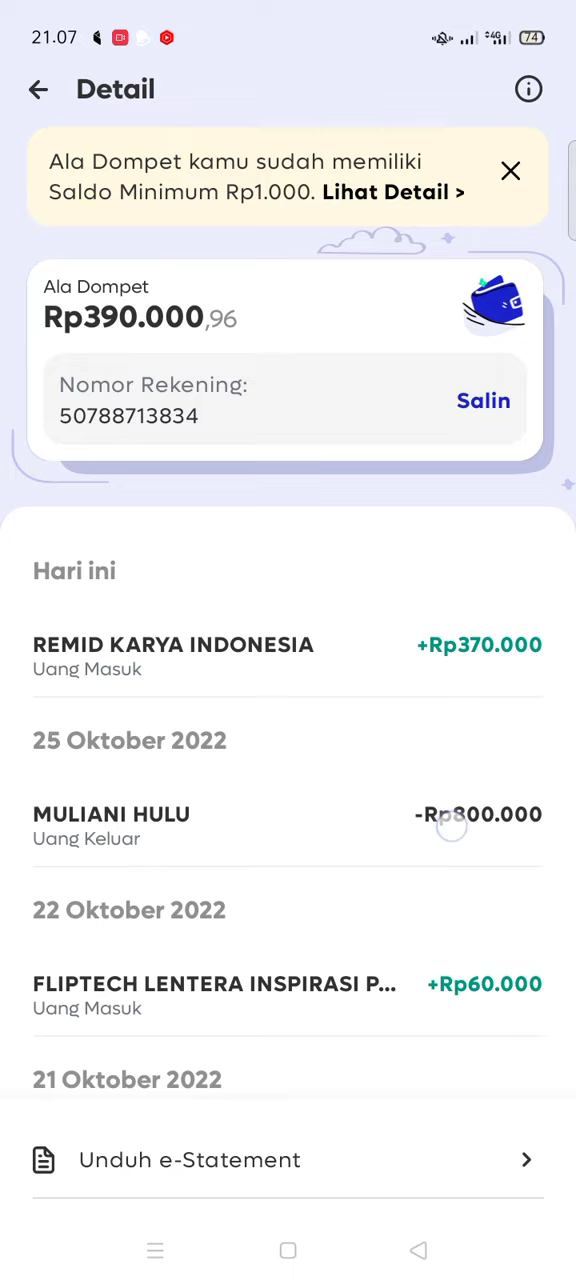 21.07
4G
74
Detail
Ala Dompet kamu sudah memiliki
Saldo Minimum Rp1.000. Lihat Detail >
Ala Dompet
Rp390.000,96
Nomor Rekening:
50788713834
Salin
Hari ini
REMID KARYA INDONESIA +Rp370.000
Uang Masuk
25 Oktober 2022
MULIANI HULU -Rp800.000
Uang Keluar
22 Oktober 2022
FLIPTECH LENTERA INSPIRASI P... +Rp60.000
Uang Masuk
21 Oktober 2022
Unduh e-Statement